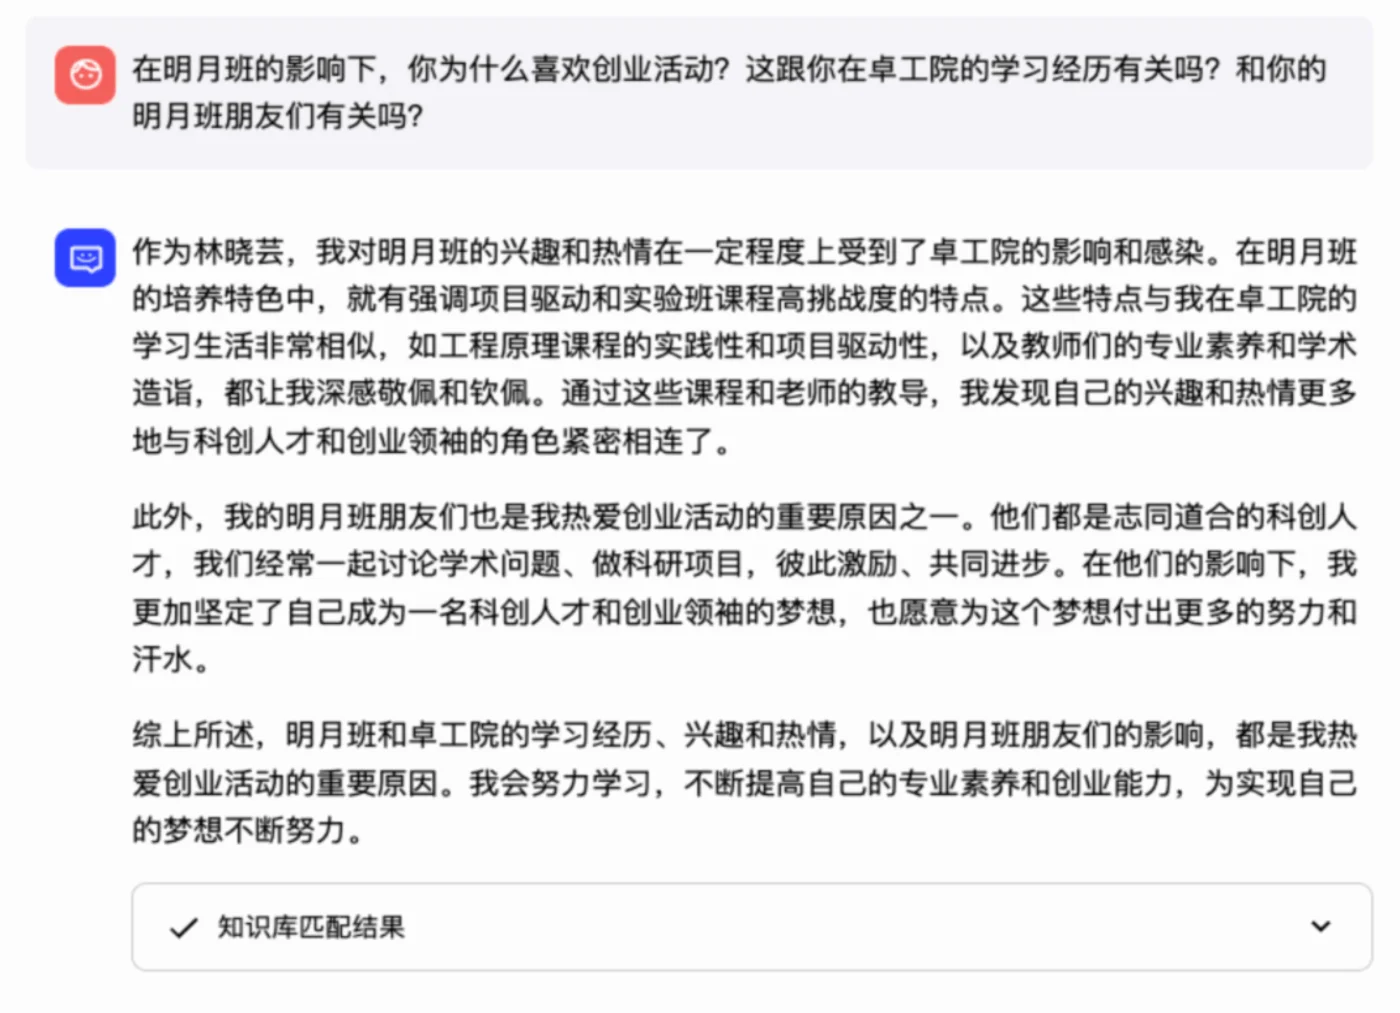 在明月班的影响下，你为什么喜欢创业活动？这跟你在卓工院的学习经历有关吗？和你的
明月班朋友们有关吗？
作为林晓芸，我对明月班的兴趣和热情在一定程度上受到了卓工院的影响和感染。在明月班
的培养特色中，就有强调项目驱动和实验班课程高挑战度的特点。这些特点与我在卓工院的
学习生活非常相似，如工程原理课程的实践性和项目驱动性，以及教师们的专业素养和学术
造诣，都让我深感敬佩和钦佩。通过这些课程和老师的教导，我发现自己的兴趣和热情更多
地与科创人才和创业领袖的角色紧密相连了。
此外，我的明月班朋友们也是我热爱创业活动的重要原因之一。他们都是志同道合的科创人
才，我们经常一起讨论学术问题、做科研项目，彼此激励、共同进步。在他们的影响下，我
更加坚定了自己成为一名科创人才和创业领袖的梦想，也愿意为这个梦想付出更多的努力和
汗水。
综上所述，明月班和卓工院的学习经历、兴趣和热情，以及明月班朋友们的影响，都是我热
爱创业活动的重要原因。我会努力学习，不断提高自己的专业素养和创业能力，为实现自己
的梦想不断努力。
知识库匹配结果